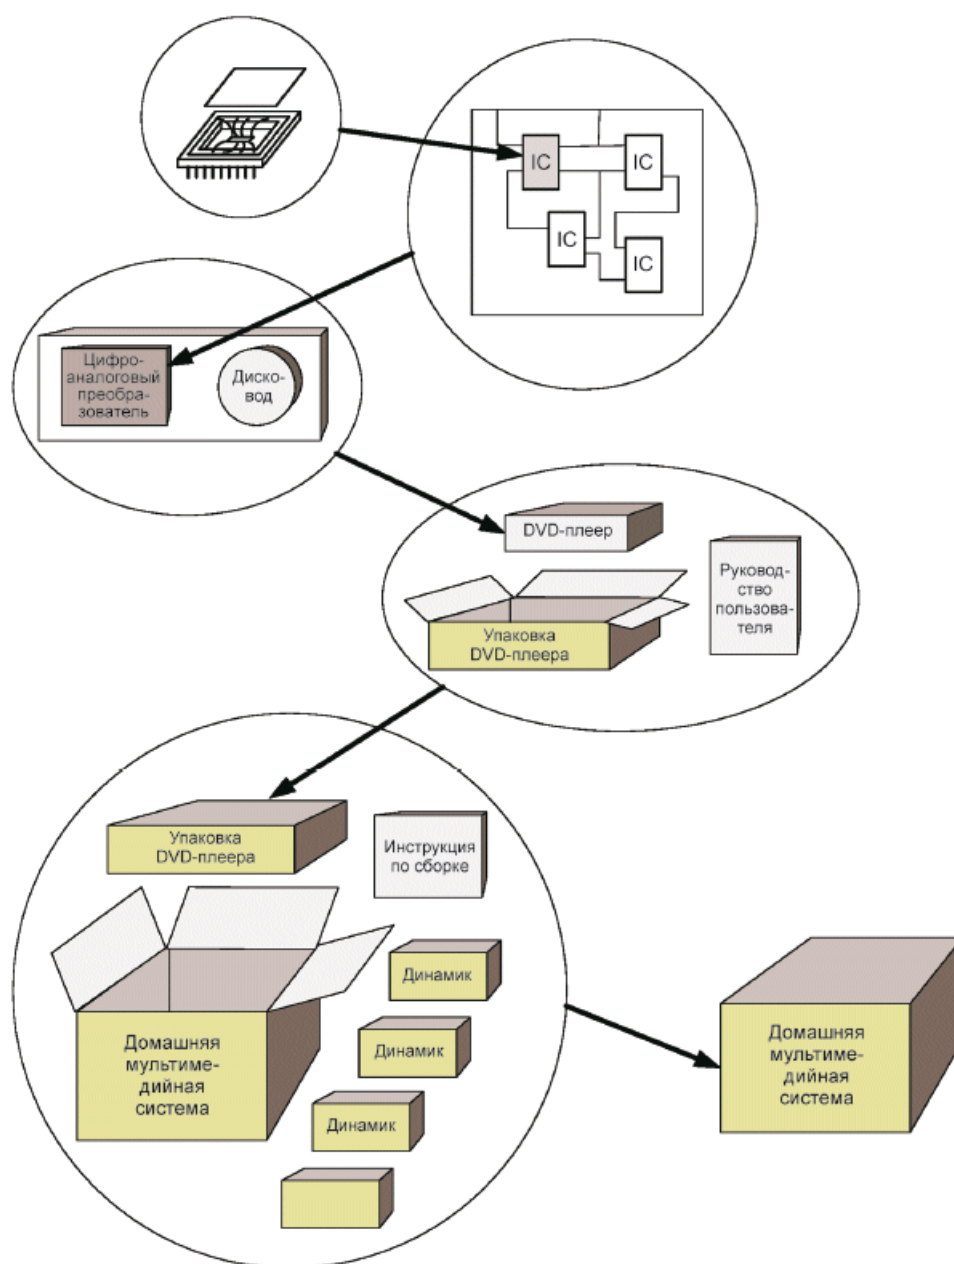 IC
IC
IC
IC
Цифро-
аналоговый
преобра-
зователь
Диско-
вод
DVD-плеер
Руковод-
ство
пользова-
теля
Упаковка
DVD-плеера
Упаковка
DVD-плеера
Инструкция
по сборке
Динамик
Домашняя
мультиме-
дийная
система
Динамик
Динамик
Домашняя
мультиме-
дийная
система